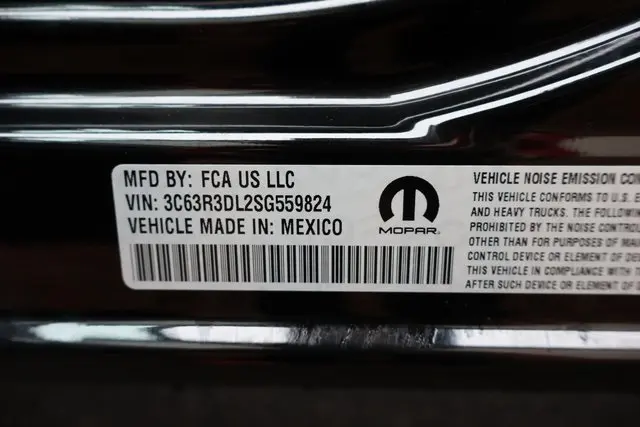 MFD BY: FCA US LLC
VIN: 3C63R3DL2SG559824
VEHICLE MADE IN: MEXICO
MOPAR
VEHICLE NOISE EMISSION CON
THIS VEHICLE CONFORMS TO U.S. E
AND HEAVY TRUCKS. THE FOLLOWING
PROHIBITED BY THE NOISE CONTROL
OTHER THAN FOR PURPOSES OF MA
CONTROL DEVICE OR ELEMENT OF D
THIS VEHICLE IN COMPLIANCE WITH
AFTER SUCH DEVICE OR ELEMENT OF